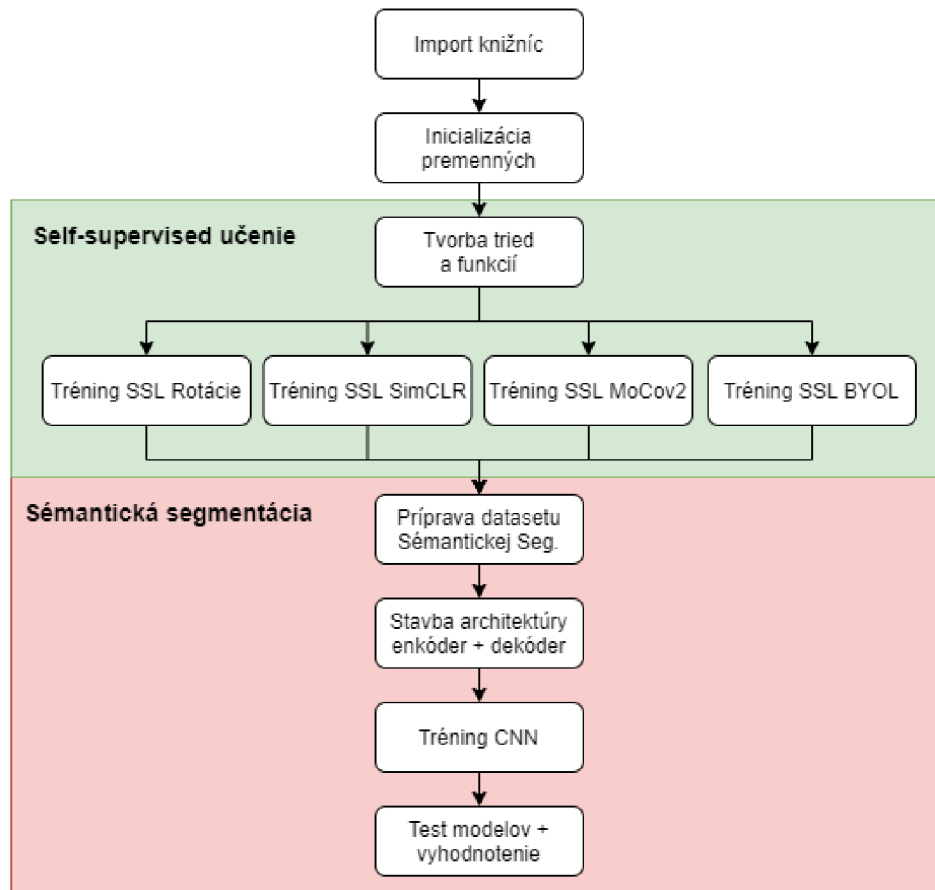 Import knižníc
Inicializácia
premenných
Self-supervised učenie
Tvorba tried
a funkcií
Tréning SSL Rotácie
Tréning SSL SimCLR
Tréning SSL MoCov2
Tréning SSL BYOL
Sémantická segmentácia
Príprava datasetu
Sémantickej Seg.
Stavba architektúry
enkóder + dekóder
Tréning CNN
Test modelov +
vyhodnotenie